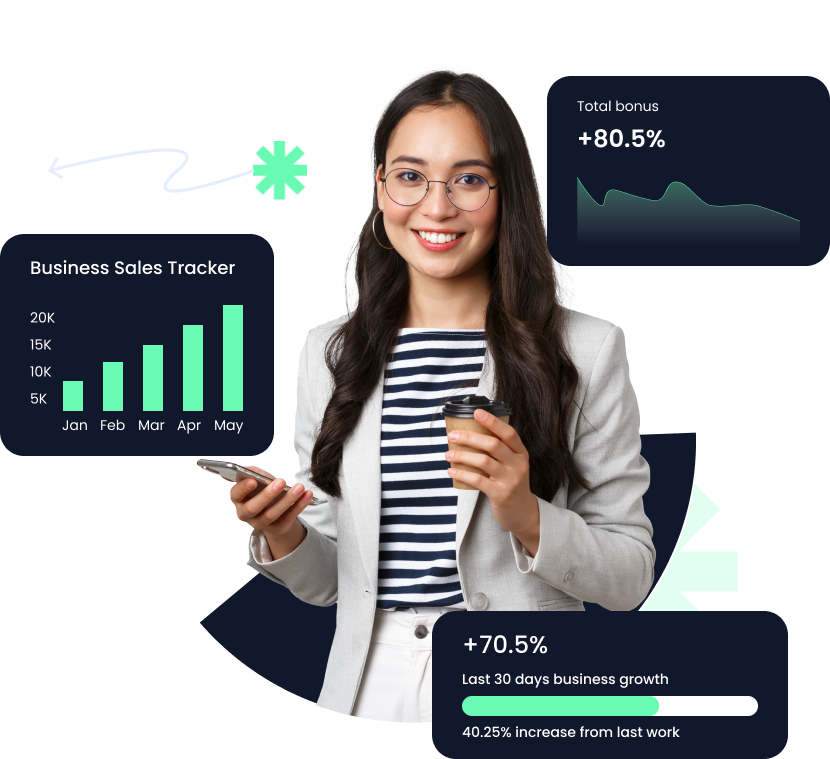 Total bonus
+80.5%
Business Sales Tracker
20K
15K
10K
5K
Jan Feb Mar Apr May
+70.5%
Last 30 days business growth
40.25% increase from last work